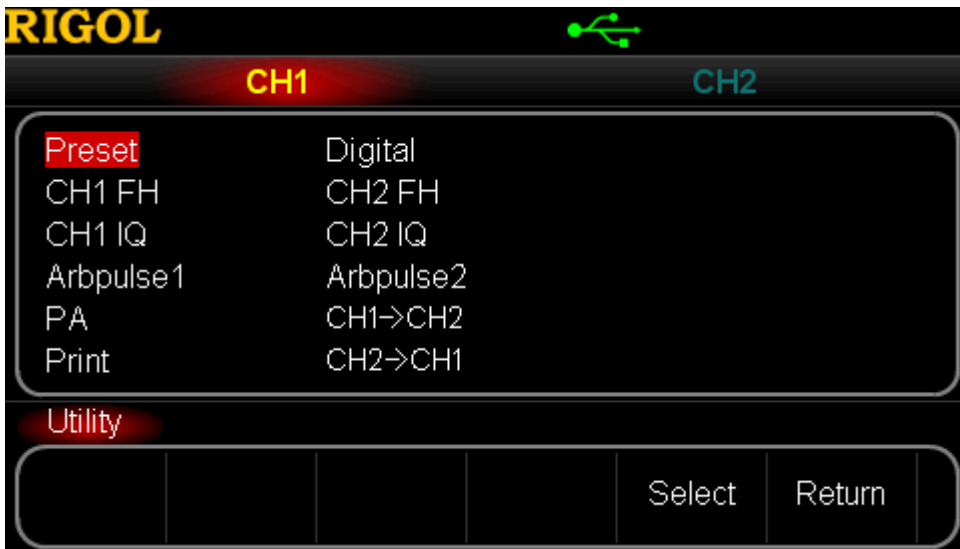 RIGOL
CH1 CH2
Preset Digital
CH1 FH CH2 FH
CH1 IQ CH2 IQ
Arbpulse1 Arbpulse2
PA CH1->CH2
Print CH2->CH1
Utility
Select Return